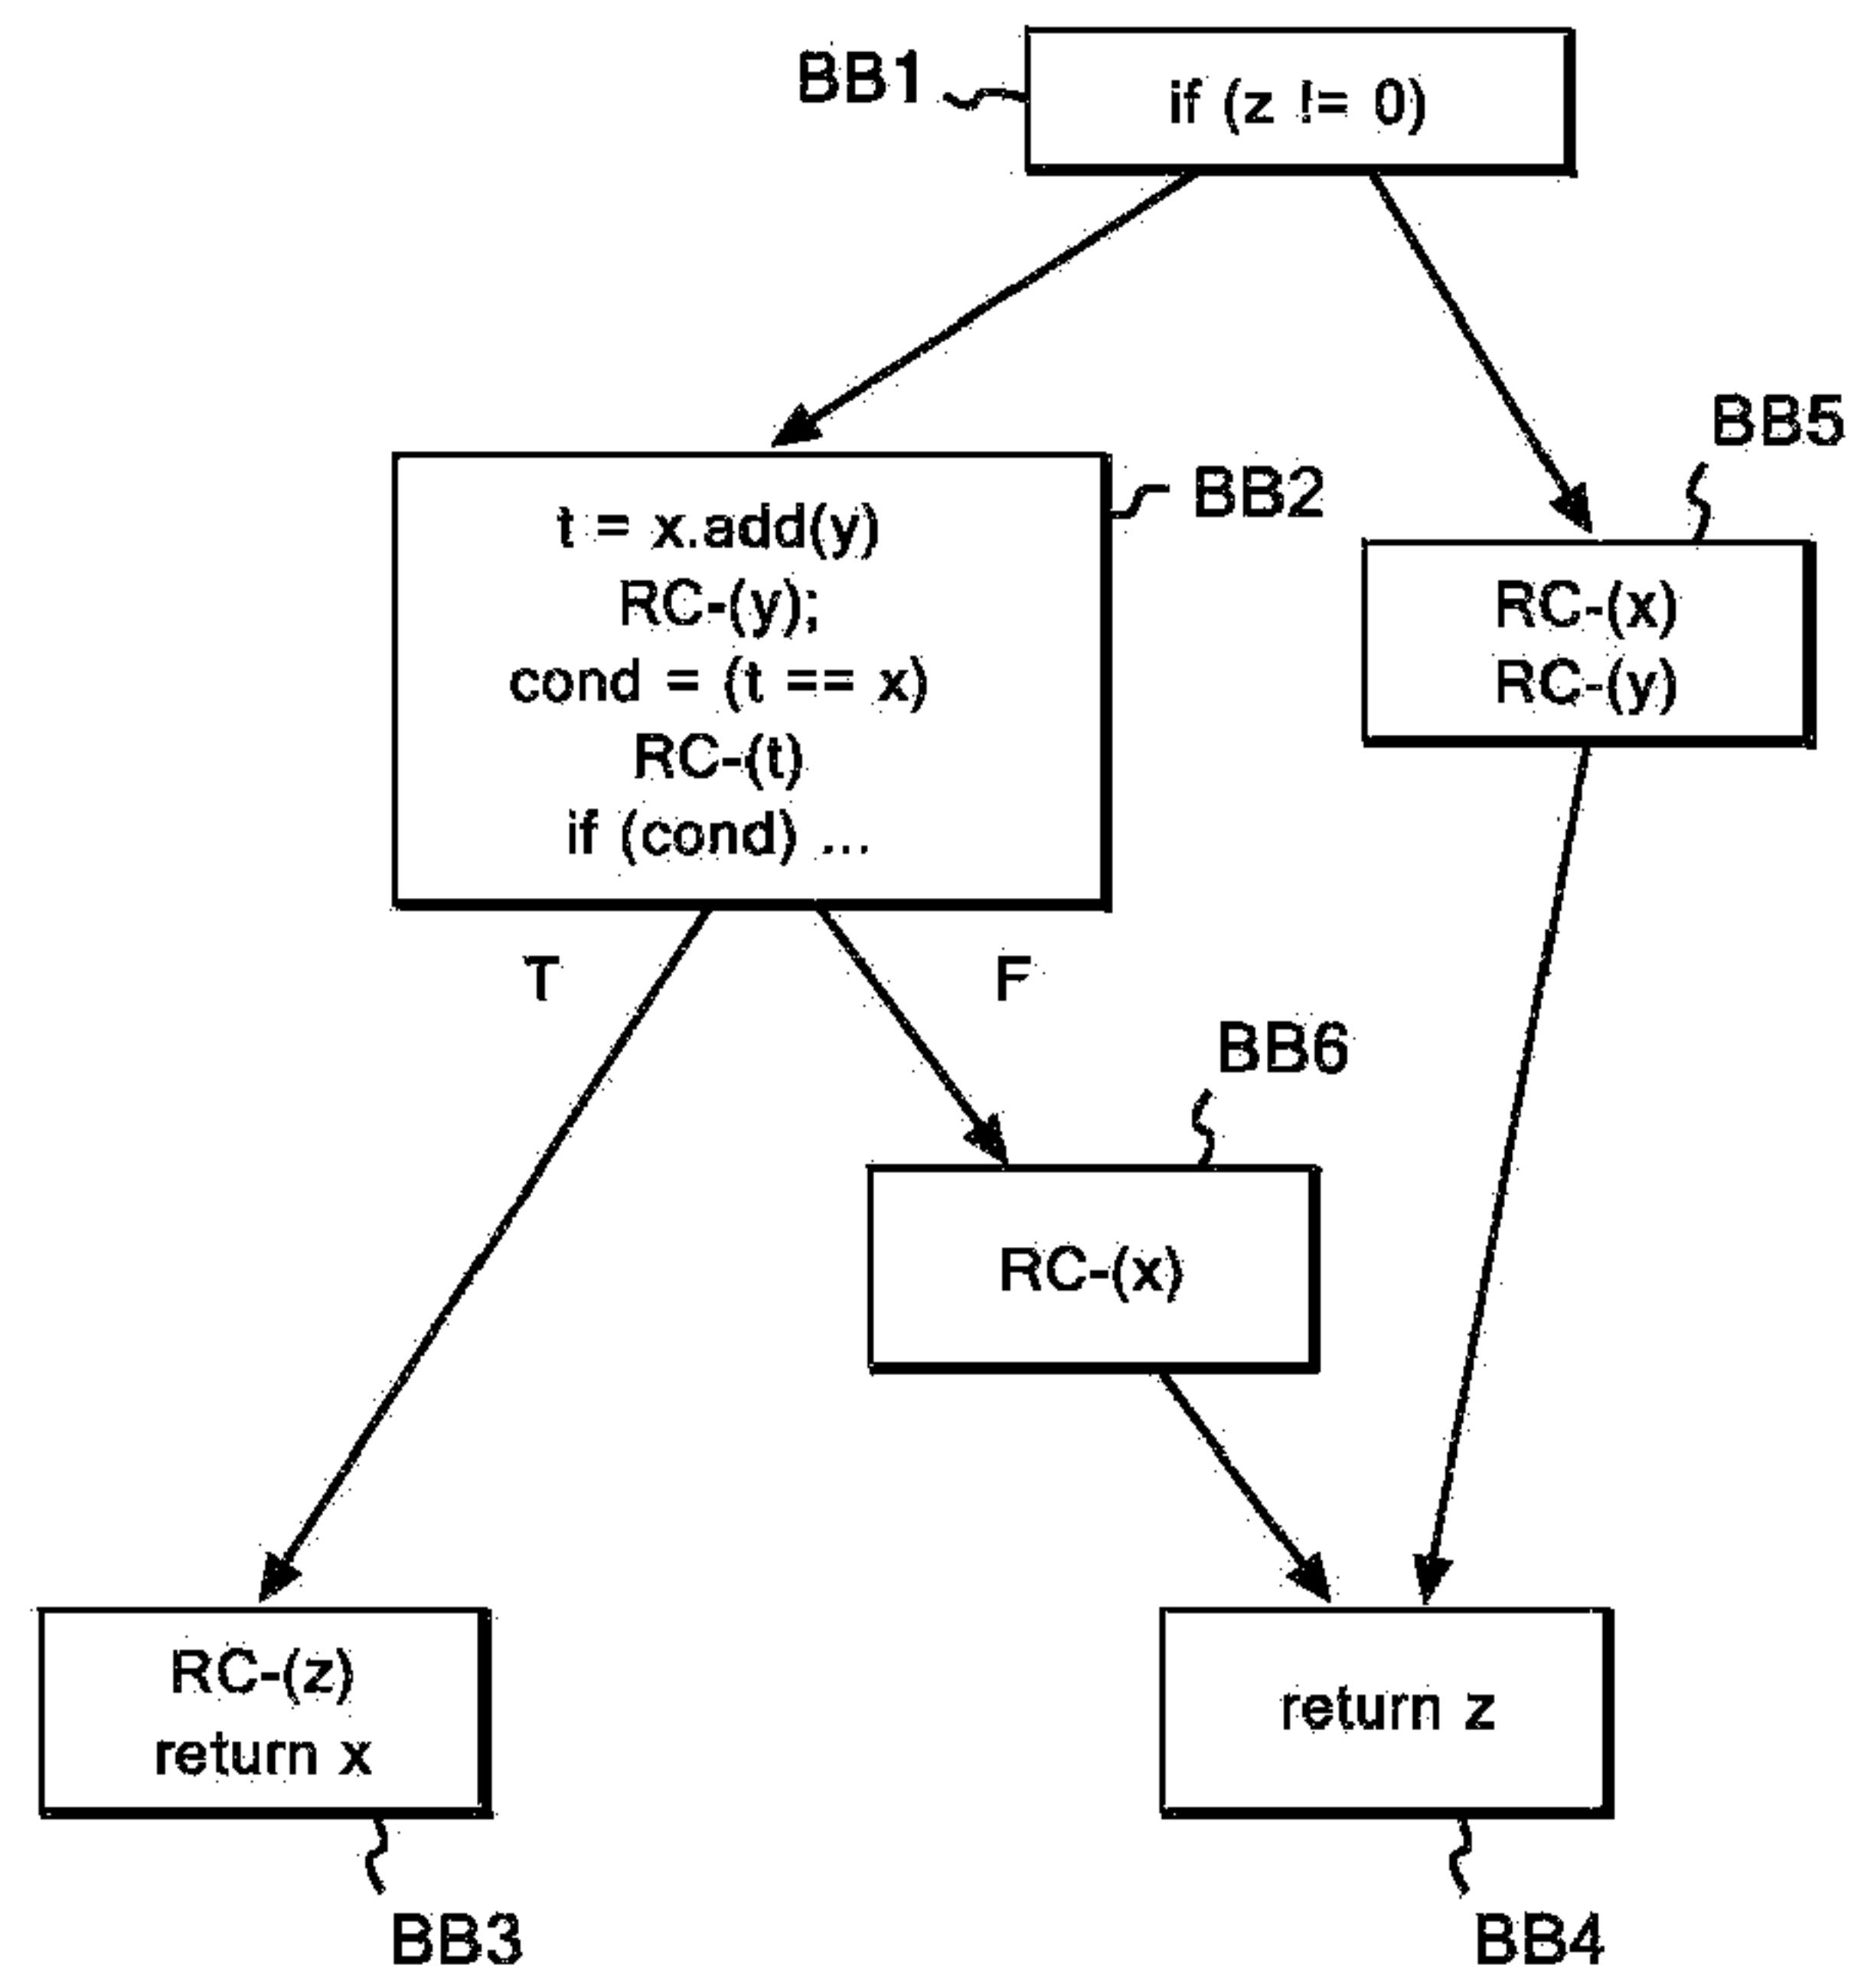 BB1
if (z != 0)
BB5
BB2
t = x.add(y)
RC-(y);
cond = (t == x)
RC-(t)
if (cond) ...
RC-(x)
RC-(y)
T
F
BB6
RC-(x)
RC-(z)
return x
return z
BB3
BB4